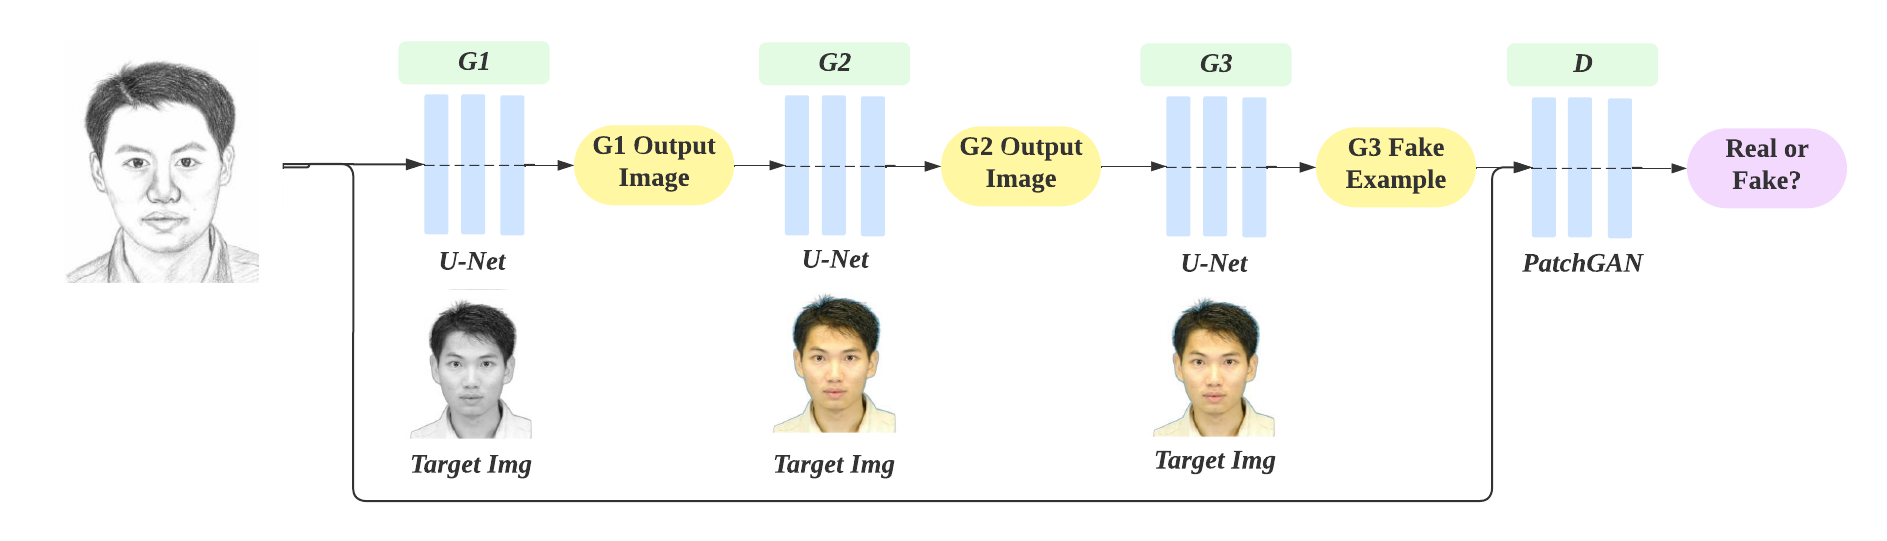 G1
G2
G3
D
G1 Output
Image
G2 Output
Image
G3 Fake
Example
Real or
Fake?
U-Net
U-Net
U-Net
PatchGAN
Target Img
Target Img
Target Img